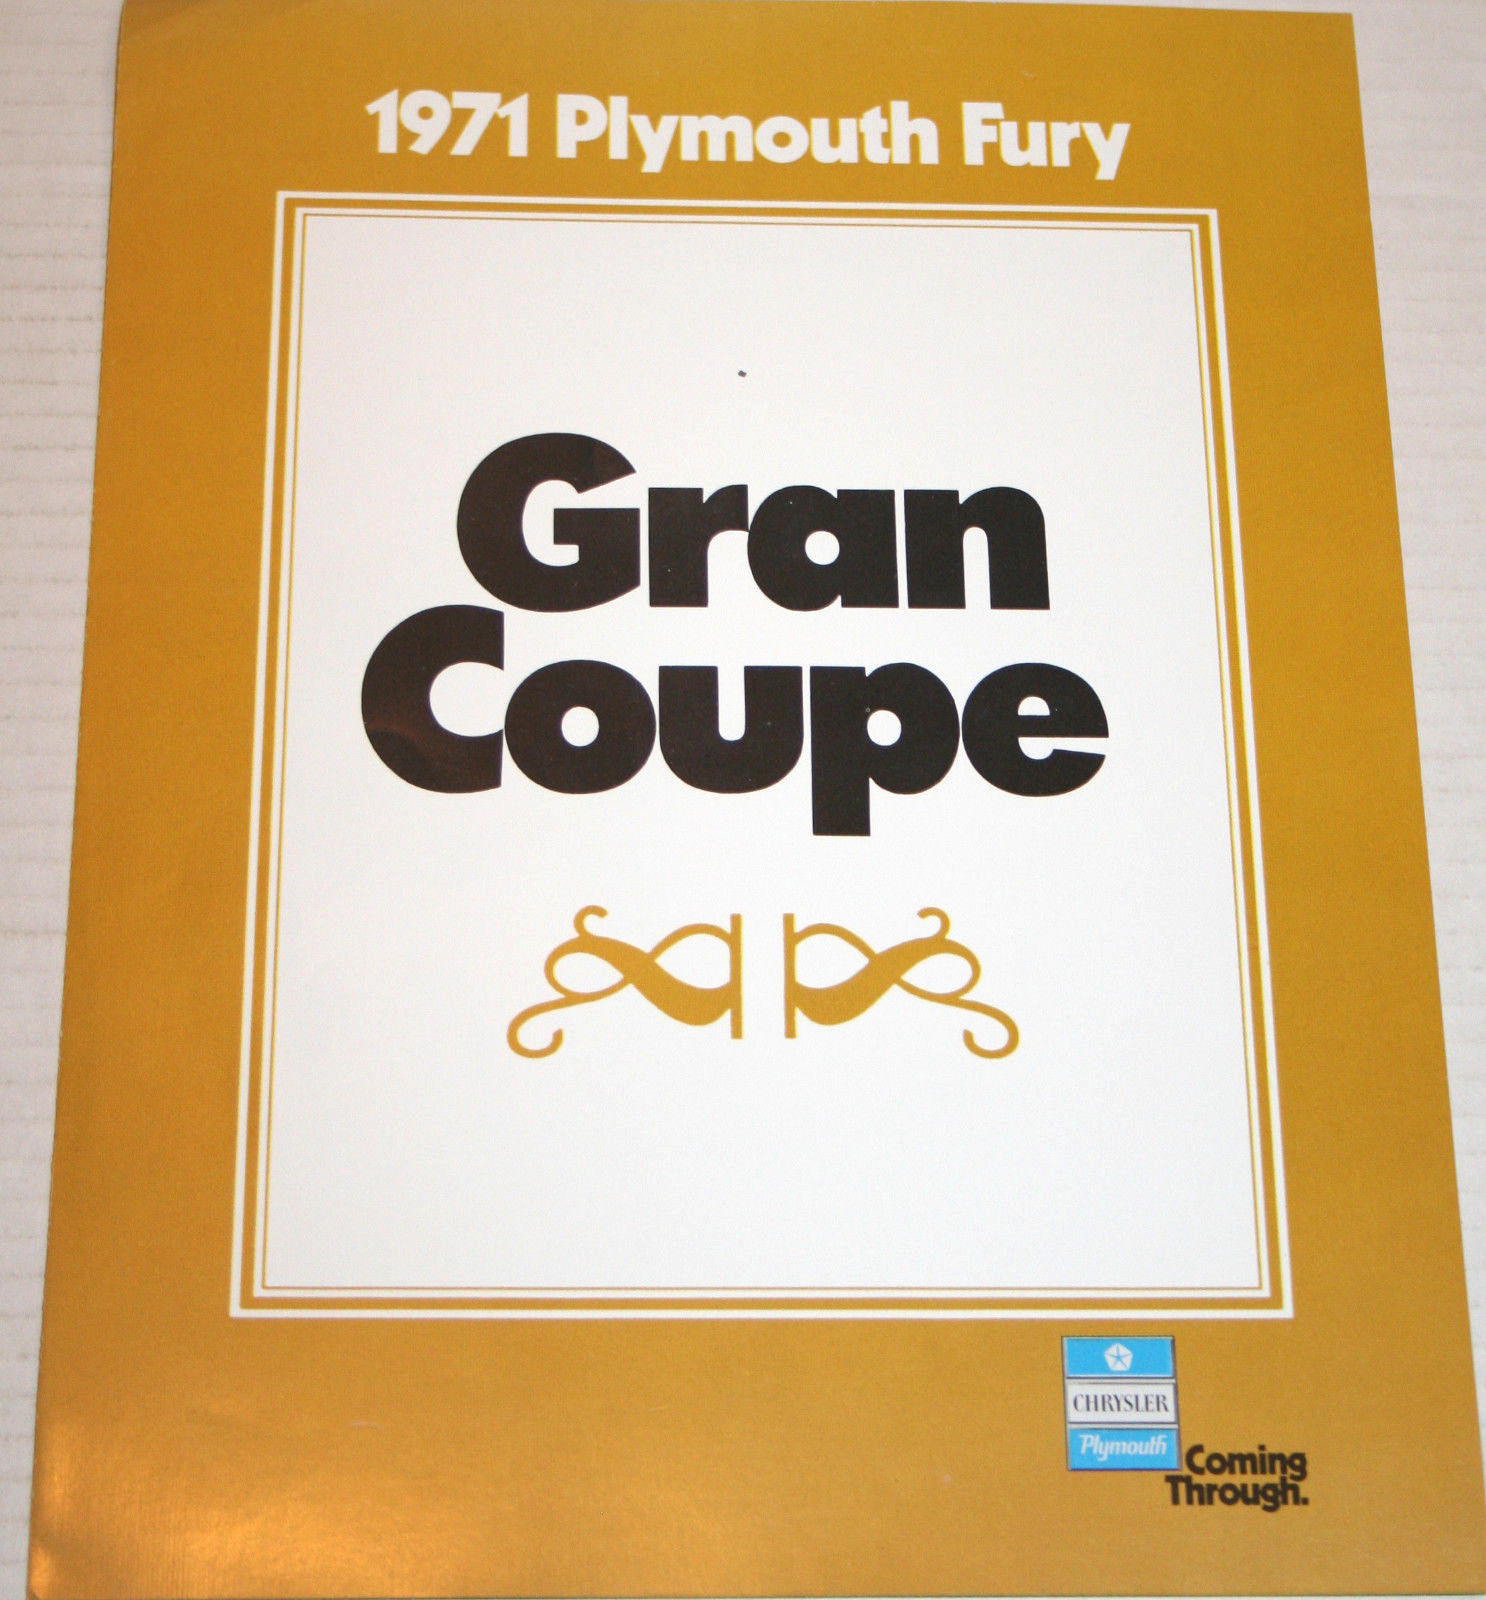 1971 Plymouth Fury
Gran
Coupe
CHRYSLER
Plymouth
Coming
Through.